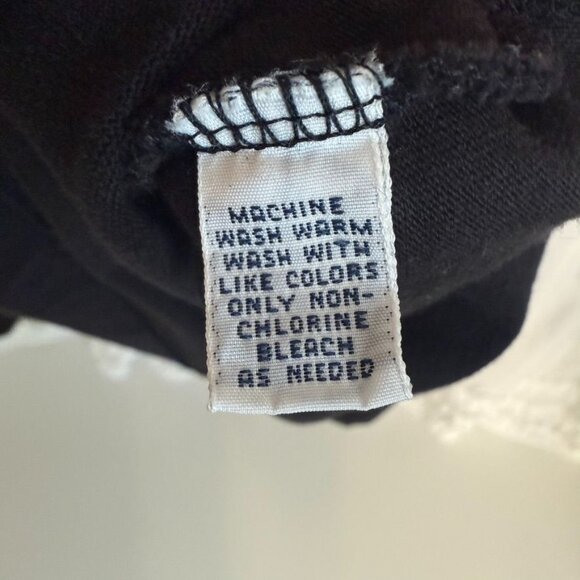 MACHINE
WASH WARM
WASH WITH
LIKE COLORS
ONLY NON-
CHLORINE
BLEACH
AS NEEDED